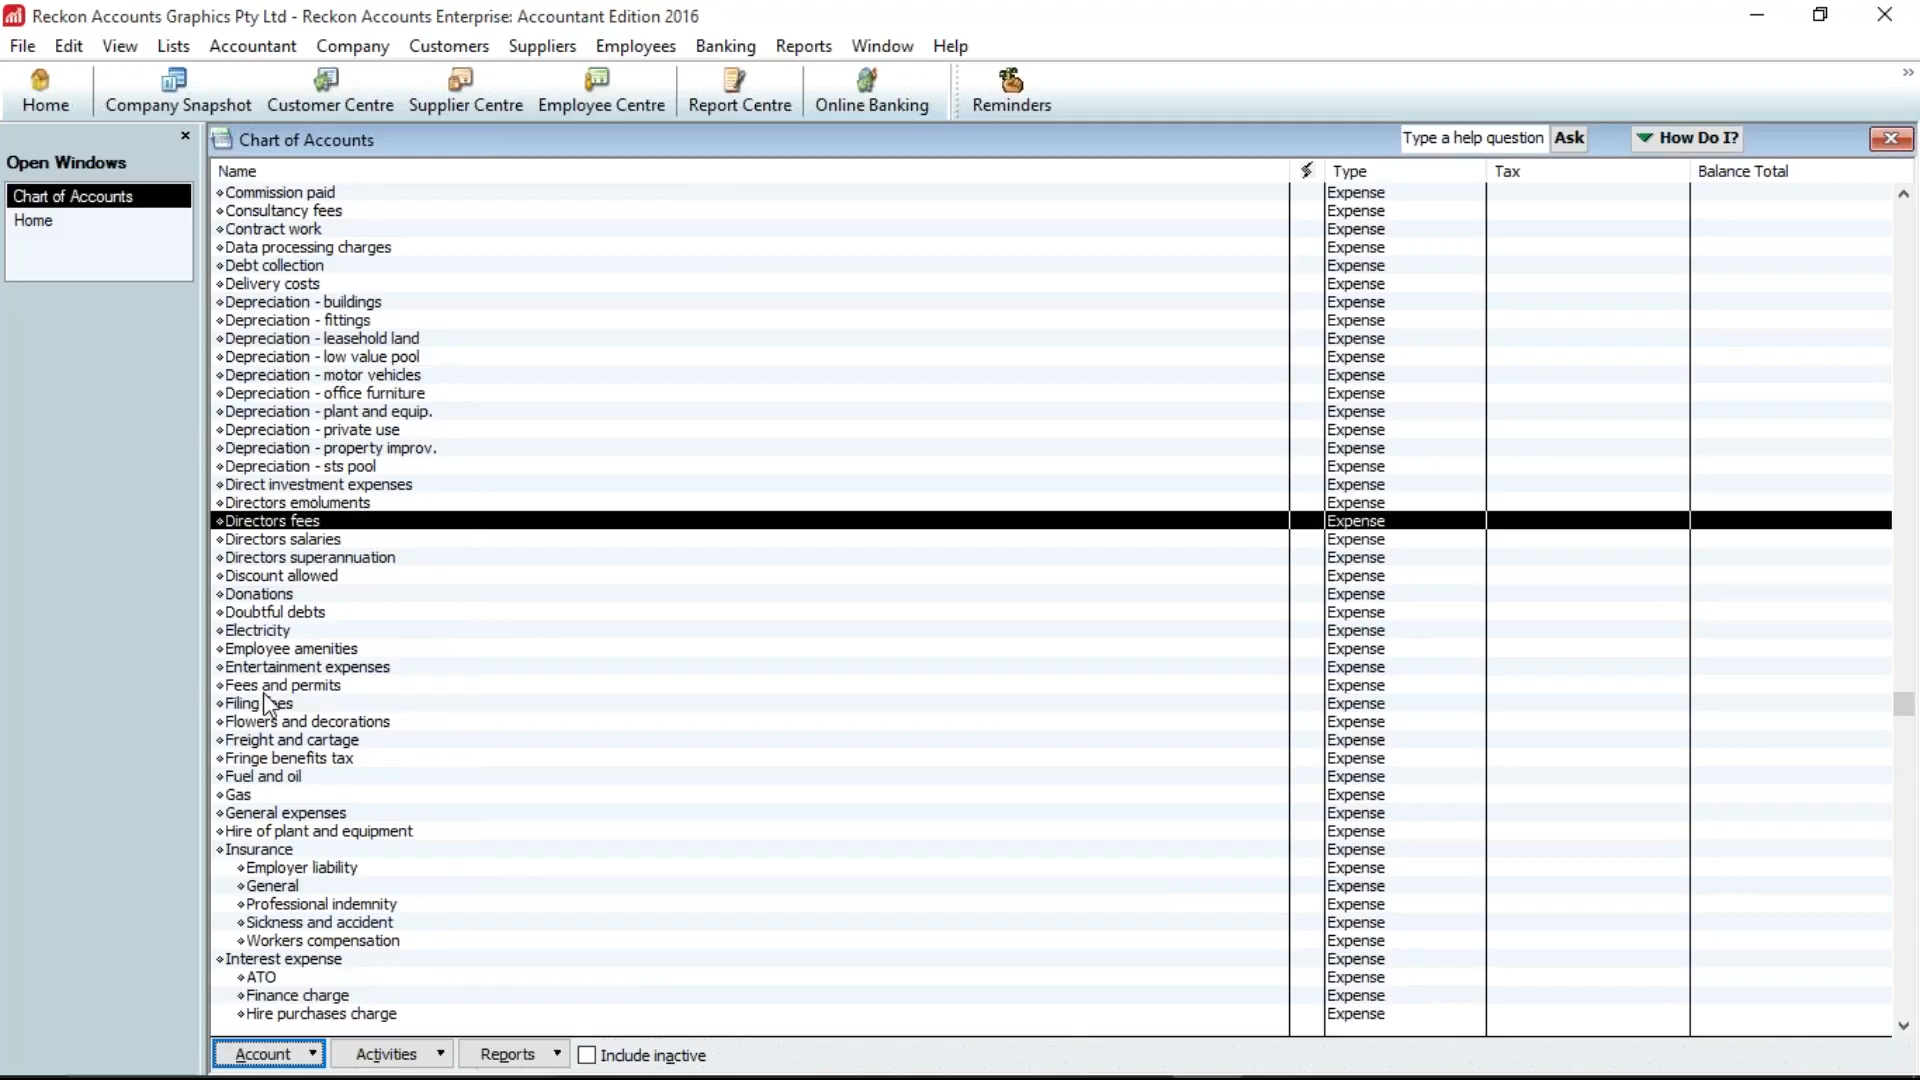 Reckon Accounts Graphics Pty Ltd - Reckon Accounts Enterprise: Accountant Edition 2016
File Edit View Lists Accountant Company Customers Suppliers Employees Banking Reports Window Help
Home Company Snapshot Customer Centre Supplier Centre Employee Centre Report Centre Online Banking Reminders
Open Windows
Chart of Accounts
Home
Chart of Accounts Type a help question Ask How Do I?
Name Type Tax Balance Total
Commission paid Expense
Consultancy fees Expense
Contract work Expense
Data processing charges Expense
Debt collection Expense
Delivery costs Expense
Depreciation - buildings Expense
Depreciation - fittings Expense
Depreciation - leasehold land Expense
Depreciation - low value pool Expense
Depreciation - motor vehicles Expense
Depreciation - office furniture Expense
Depreciation - plant and equip. Expense
Depreciation - private use Expense
Depreciation - property improv. Expense
Depreciation - sts pool Expense
Direct investment expenses Expense
Directors emoluments Expense
Directors fees Expense
Directors salaries Expense
Directors superannuation Expense
Discount allowed Expense
Donations Expense
Doubtful debts Expense
Electricity Expense
Employee amenities Expense
Entertainment expenses Expense
Fees and permits Expense
Filing fees Expense
Flowers and decorations Expense
Freight and cartage Expense
Fringe benefits tax Expense
Fuel and oil Expense
Gas Expense
General expenses Expense
Hire of plant and equipment Expense
Insurance Expense
Employer liability Expense
General Expense
Professional indemnity Expense
Sickness and accident Expense
Workers compensation Expense
Interest expense Expense
ATO Expense
Finance charge Expense
Hire purchases charge Expense
Account Activities Reports Include inactive